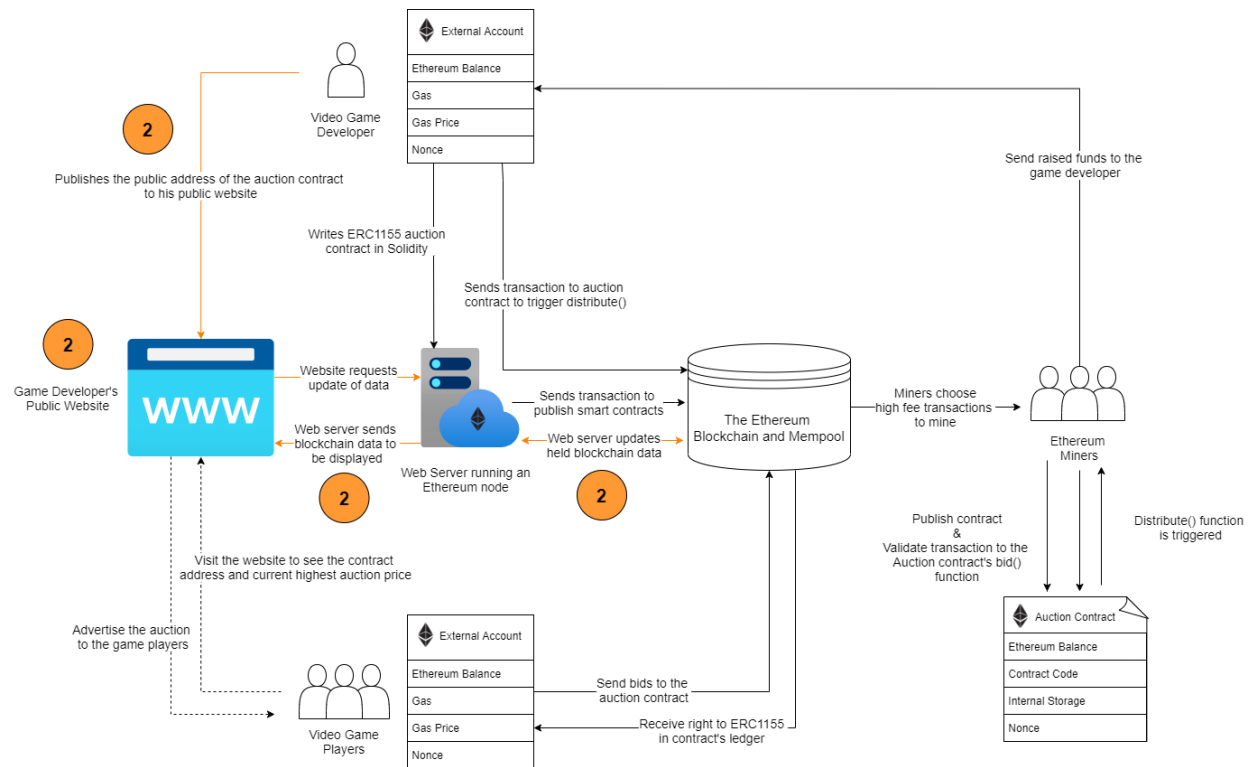 External Account
Ethereum Balance
Gas
Gas Price
Nonce
Video Game
Developer
2
Publishes the public address of the auction contract
to his public website
Send raised funds to the
game developer
Writes ERC1155 auction
contract in Solidity
Sends transaction to auction
contract to trigger distribute()
2
Game Developer's
Public Website
WWW
Website requests
update of data
Web server sends
blockchain data to
be displayed
2
Web Server running an
Ethereum node
Sends transaction to
publish smart contracts
Web server updates
held blockchain data
2
The Ethereum
Blockchain and Mempool
Miners choose
high fee transactions
to mine
Ethereum
Miners
Publish contract
&
Validate transaction to the
Auction contract's bid()
function
Distribute() function
is triggered
Visit the website to see the contract
address and current highest auction price
Advertise the auction
to the game players
Video Game
Players
External Account
Ethereum Balance
Gas
Gas Price
Nonce
Send bids to the
auction contract
Receive right to ERC1155
in contract's ledger
Auction Contract
Ethereum Balance
Contract Code
Internal Storage
Nonce